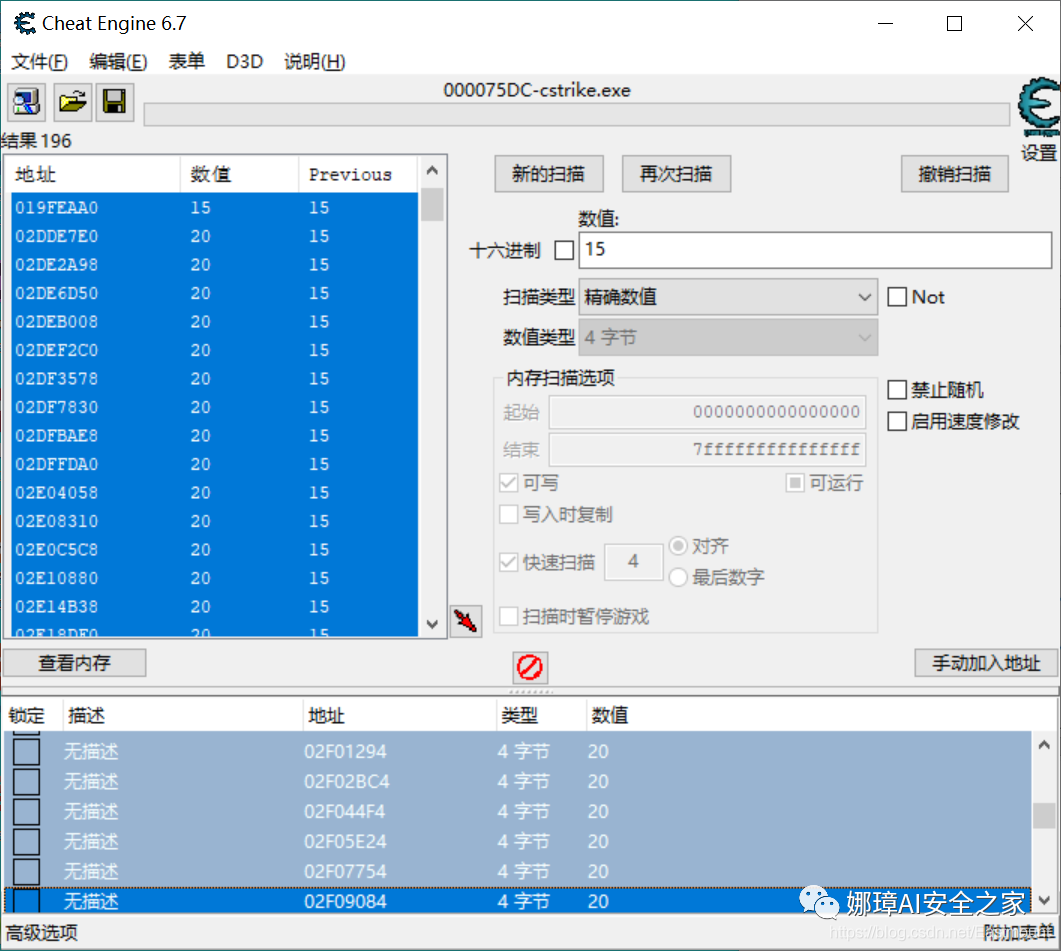 Cheat Engine 6.7
文件(F) 编辑(E) 表单 D3D 说明(H)
000075DC-cstrike.exe
设置
结果 196
地址 数值 Previous
019FEAA0 15 15
02DDE7E0 20 15
02DE2A98 20 15
02DE6D50 20 15
02DEB008 20 15
02DEF2C0 20 15
02DF3578 20 15
02DF7830 20 15
02DFBAE8 20 15
02DFFDA0 20 15
02E04058 20 15
02E08310 20 15
02E0C5C8 20 15
02E10880 20 15
02E14B38 20 15
02E18DF0 20 15
新的扫描 再次扫描 撤销扫描
数值:
十六进制 15
扫描类型 精确数值 Not
数值类型 4 字节
内存扫描选项
起始 0000000000000000
结束 7fffffffffffffff
可写 可运行
写入时复制
快速扫描 4 对齐
最后数字
扫描时暂停游戏
禁止随机
启用速度修改
查看内存 手动加入地址
锁定 描述 地址 类型 数值
无描述 02F01294 4 字节 20
无描述 02F02BC4 4 字节 20
无描述 02F044F4 4 字节 20
无描述 02F05E24 4 字节 20
无描述 02F07754 4 字节 20
无描述 02F09084 4 字节 20
娜璋AI安全之家
高级选项 附加表单